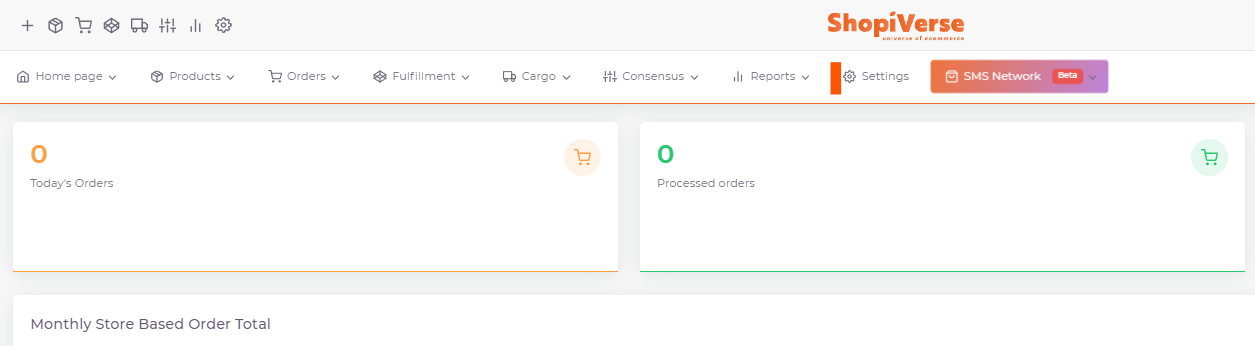 ShopiVerse
universe of ecommerce
Home page Products Orders Fulfillment Cargo Consensus Reports Settings SMS Network Beta
0
Today's Orders
0
Processed orders
Monthly Store Based Order Total